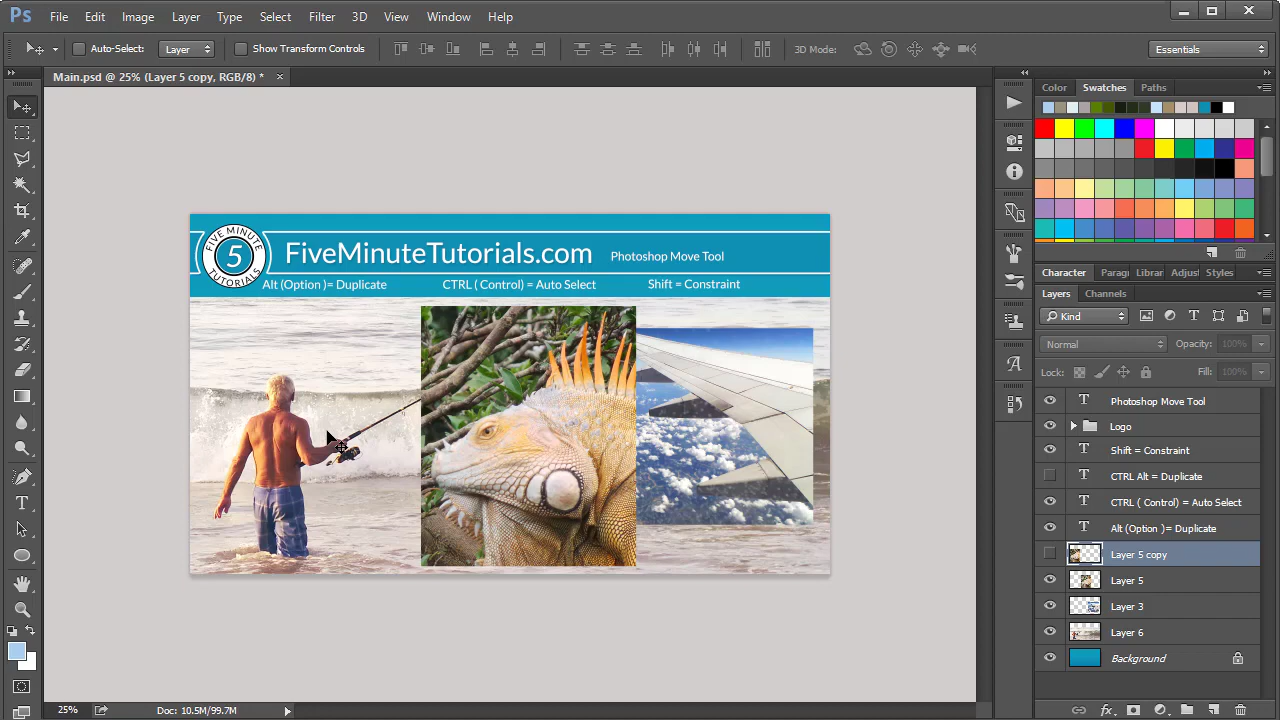 Ps File Edit Image Layer Type Select Filter 3D View Window Help
Auto-Select: Layer Show Transform Controls 3D Mode: Essentials
Main.psd @ 25% (Layer 5 copy, RGB/8) * ×
Color Swatches Paths
FIVE MINUTE
5
TUTORIALS
FiveMinuteTutorials.com Photoshop Move Tool
Alt (Option )= Duplicate CTRL ( Control) = Auto Select Shift = Constraint
Character Paragr Librar Adjust Styles
Layers Channels
Kind
Normal Opacity: 100%
Lock: Fill: 100%
Photoshop Move Tool
Logo
Shift = Constraint
CTRL Alt = Duplicate
CTRL ( Control) = Auto Select
Alt (Option )= Duplicate
Layer 5 copy
Layer 5
Layer 3
Layer 6
Background
25% Doc: 10.5M/99.7M